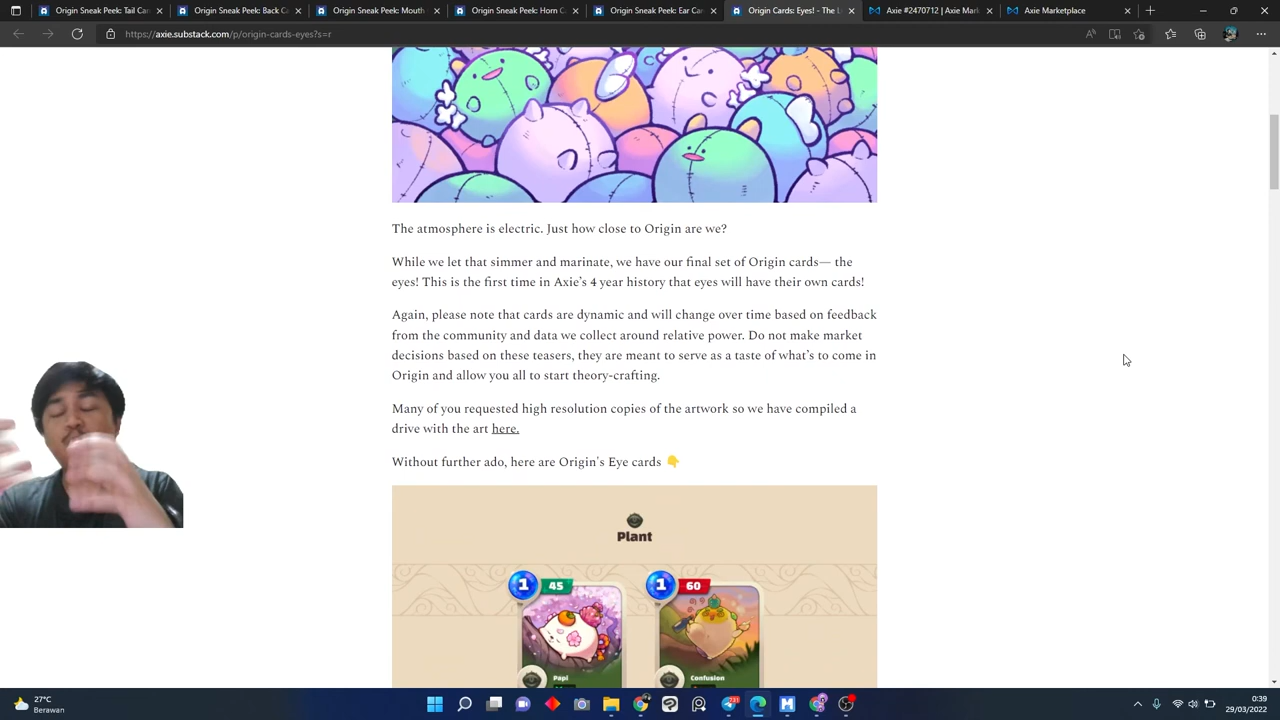 Origin Sneak Peek: Tail Car
Origin Sneak Peek Back C
Origin Sneak Peek: Mouth
Origin Sneak Peek: Horn C
Origin Sneak Peek: Ear Car
Origin Cards: Eyes! - The L
Axie #2470712 | Axie Mark
Axie Marketplace
https://axie.substack.com/p/origin-cards-eyes?s=r
The atmosphere is electric. Just how close to Origin are we?
While we let that simmer and marinate, we have our final set of Origin cards— the
eyes! This is the first time in Axie’s 4 year history that eyes will have their own cards!
Again, please note that cards are dynamic and will change over time based on feedback
from the community and data we collect around relative power. Do not make market
decisions based on these teasers, they are meant to serve as a taste of what’s to come in
Origin and allow you all to start theory-crafting.
Many of you requested high resolution copies of the artwork so we have compiled a
drive with the art here.
Without further ado, here are Origin's Eye cards 👇
Plant
1 45 1 60
Papi Confusion
27°C
Berawan
0:39
29/03/2022